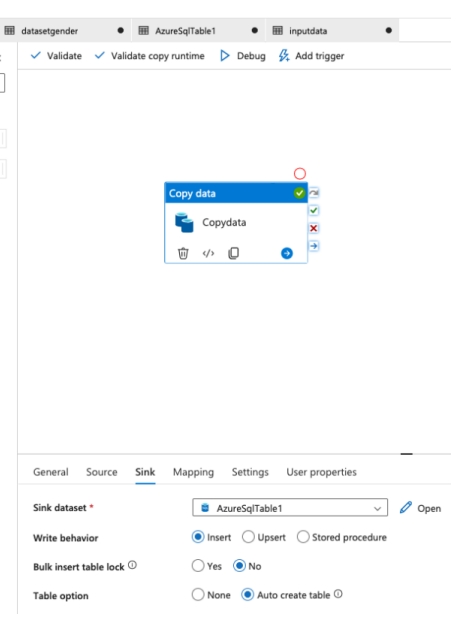 datasetgender AzureSqlTable1 inputdata
Validate Validate copy runtime Debug Add trigger
Copy data
Copydata
General Source Sink Mapping Settings User properties
Sink dataset * AzureSqlTable1 Open
Write behavior Insert Upsert Stored procedure
Bulk insert table lock Yes No
Table option None Auto create table